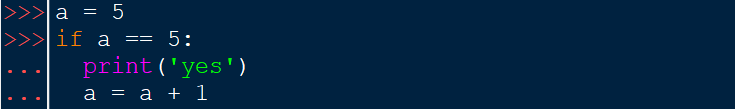 >>> a = 5
>>> if a == 5:
...   print('yes')
...   a = a + 1